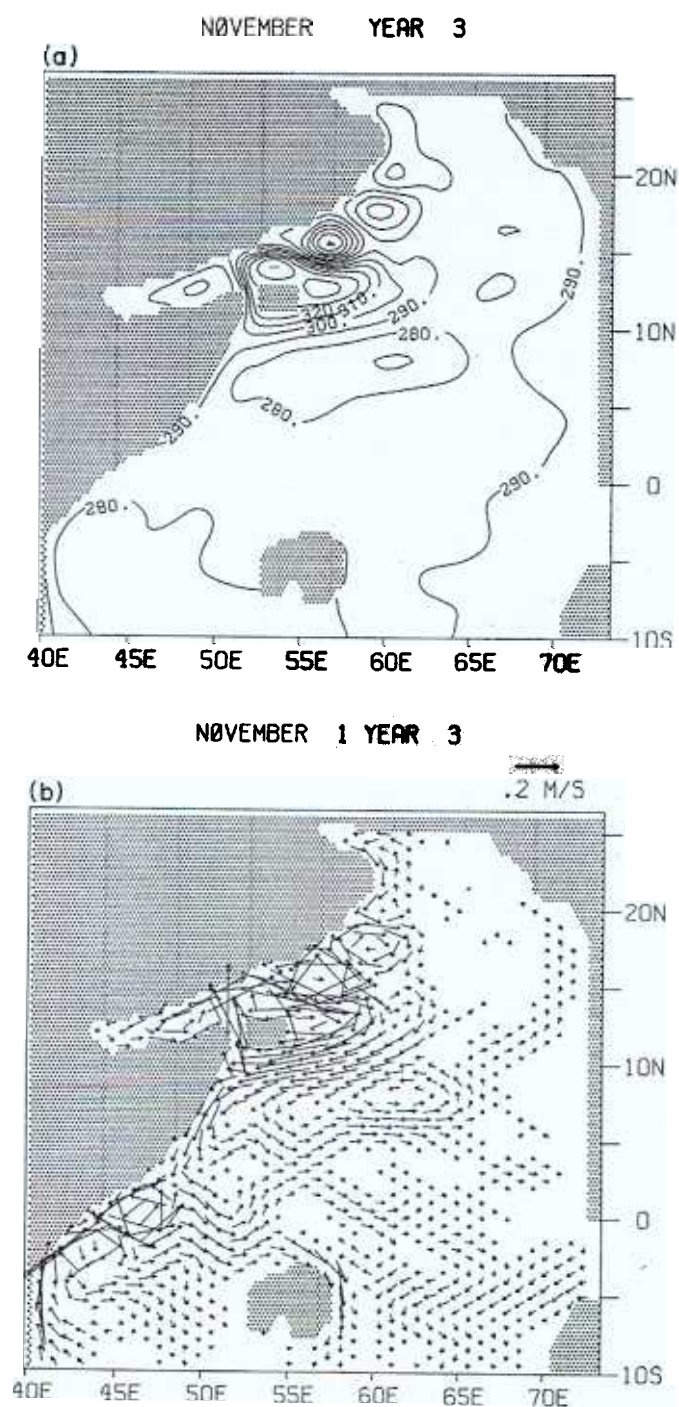 NØVEMBER YEAR 3
(a)
20N
290.
320.
310.
300.
290.
280.
10N
280.
290.
290.
0
280.
10S
40E 45E 50E 55E 60E 65E 70E
NØVEMBER 1 YEAR 3
(b)
.2 M/S
20N
10N
0
10S
40E 45E 50E 55E 60E 65E 70E